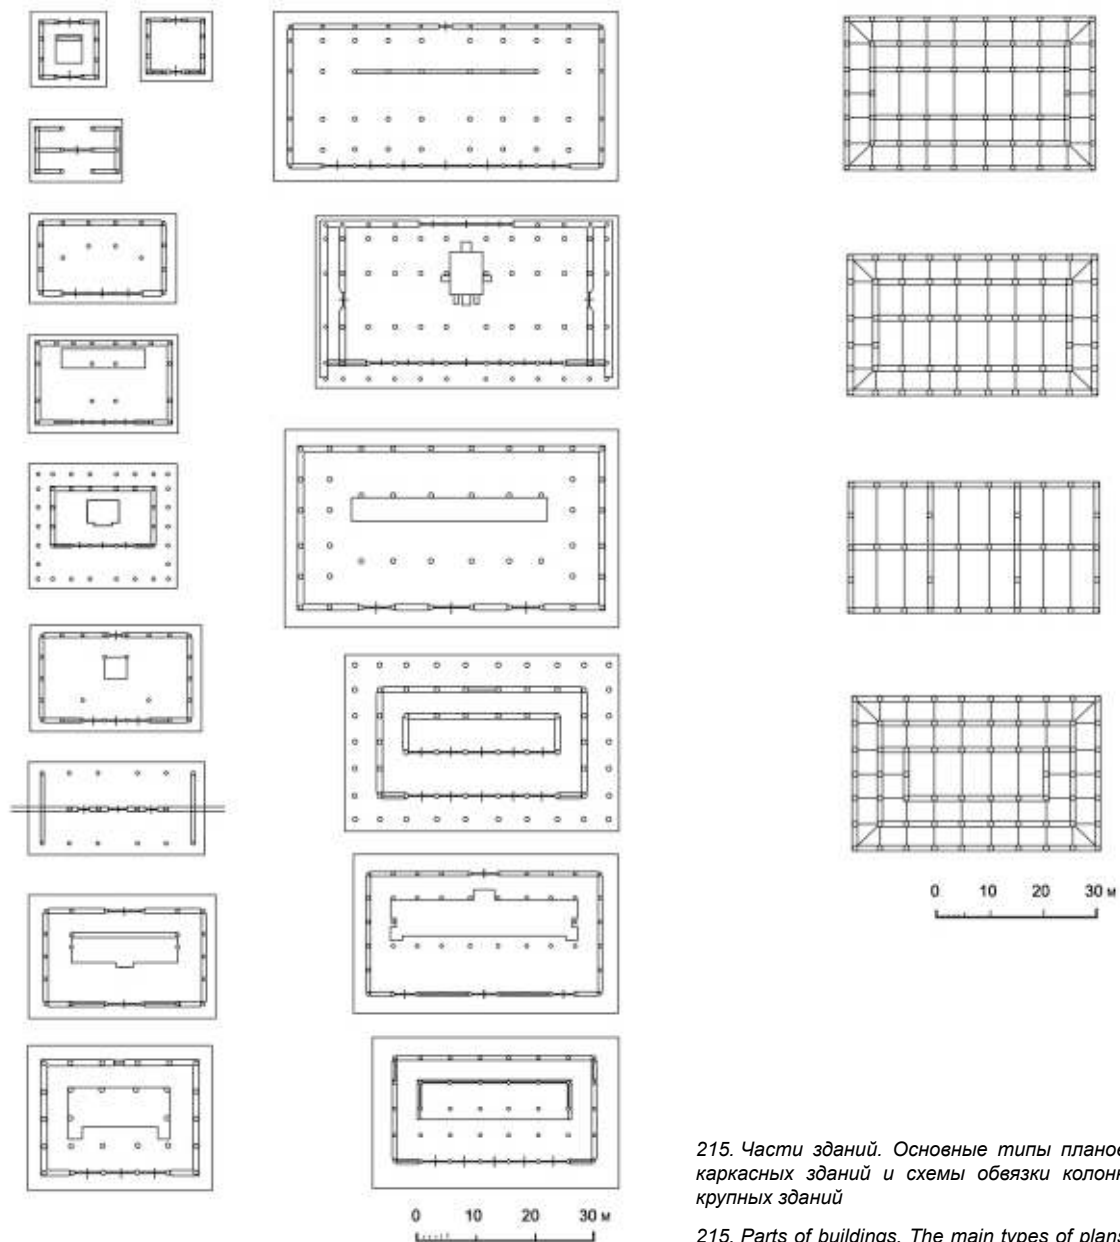 0 10 20 30 м
0 10 20 30 м
215. Части зданий. Основные типы планов
каркасных зданий и схемы обвязки колонн
крупных зданий
215. Parts of buildings. The main types of plans